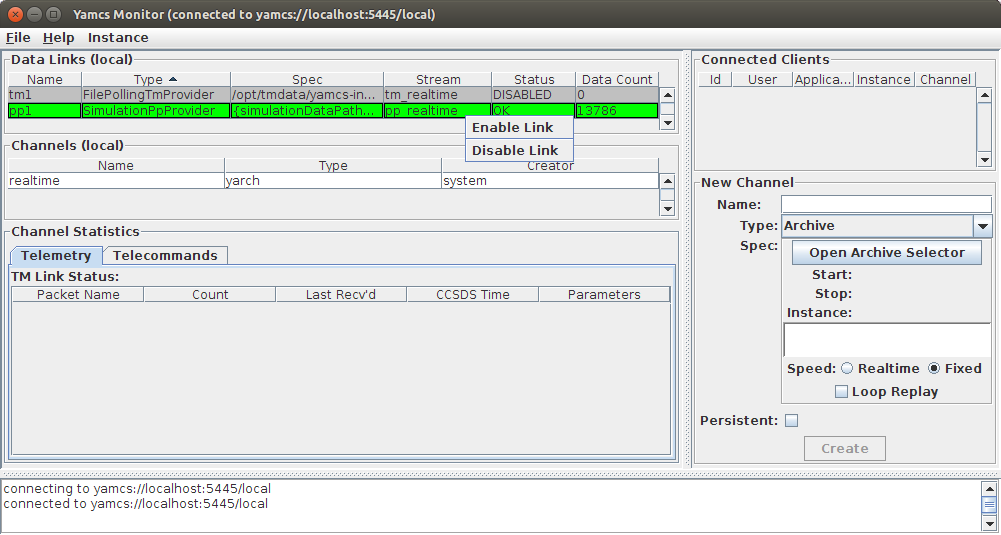 Yamcs Monitor (connected to yamcs://localhost:5445/local)
File Help Instance
Data Links (local)
Name Type Spec Stream Status Data Count
tm1 FilePollingTmProvider /opt/tmdata/yamcs-in... tm_realtime DISABLED 0
pp1 SimulationPpProvider {simulationDataPath... pp_realtime OK 13786
Enable Link
Disable Link
Channels (local)
Name Type Creator
realtime yarch system
Channel Statistics
Telemetry Telecommands
TM Link Status:
Packet Name Count Last Recv'd CCSDS Time Parameters
Connected Clients
Id User Applica... Instance Channel
New Channel
Name:
Type: Archive
Spec: Open Archive Selector
Start:
Stop:
Instance:
Speed: Realtime Fixed
Loop Replay
Persistent:
Create
connecting to yamcs://localhost:5445/local
connected to yamcs://localhost:5445/local